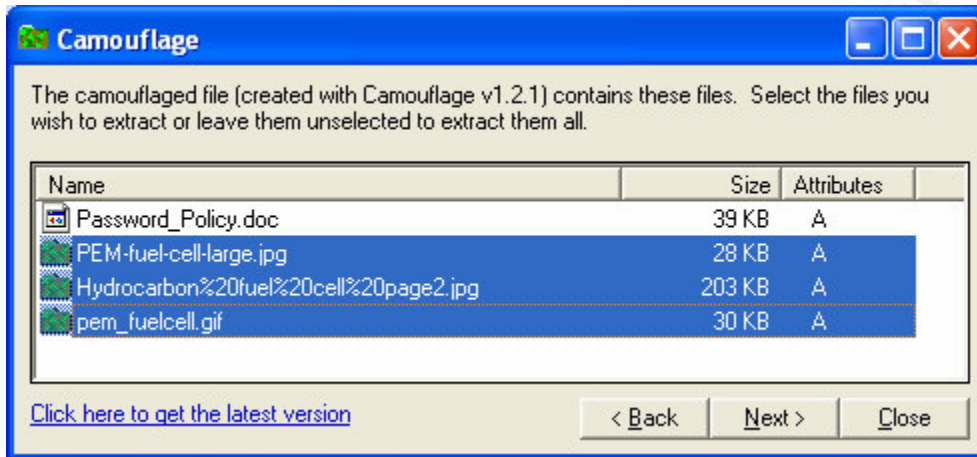 Camouflage
The camouflaged file (created with Camouflage v1.2.1) contains these files. Select the files you
wish to extract or leave them unselected to extract them all.
Name Size Attributes
Password_Policy.doc 39 KB A
PEM-fuel-cell-large.jpg 28 KB A
Hydrocarbon%20fuel%20cell%20page2.jpg 203 KB A
pem_fuelcell.gif 30 KB A
Click here to get the latest version < Back Next > Close